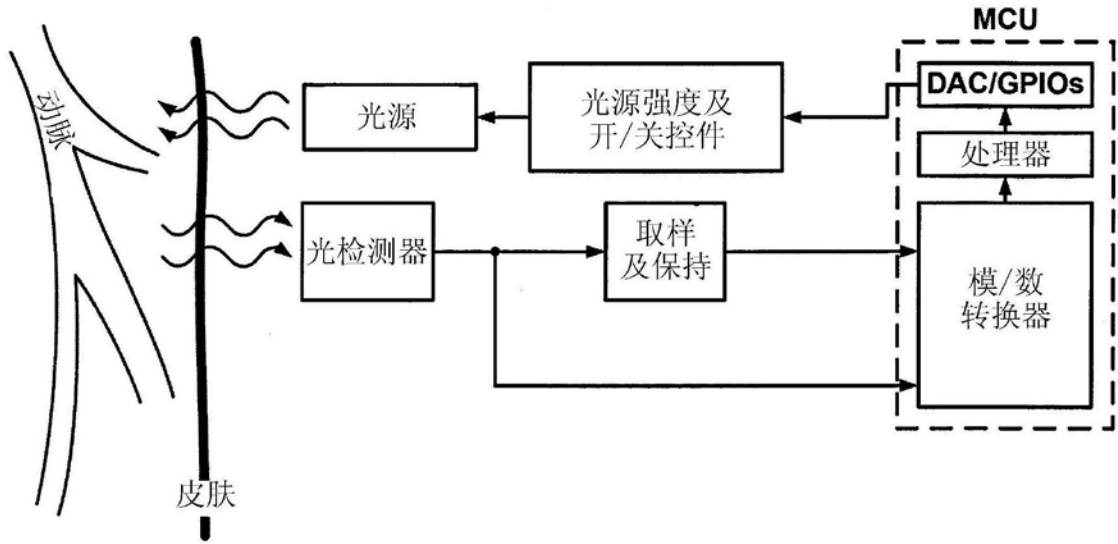 MCU
动脉
光源
光源强度及
开/关控件
DAC/GPIOs
处理器
光检测器
取样
及保持
模/数
转换器
皮肤